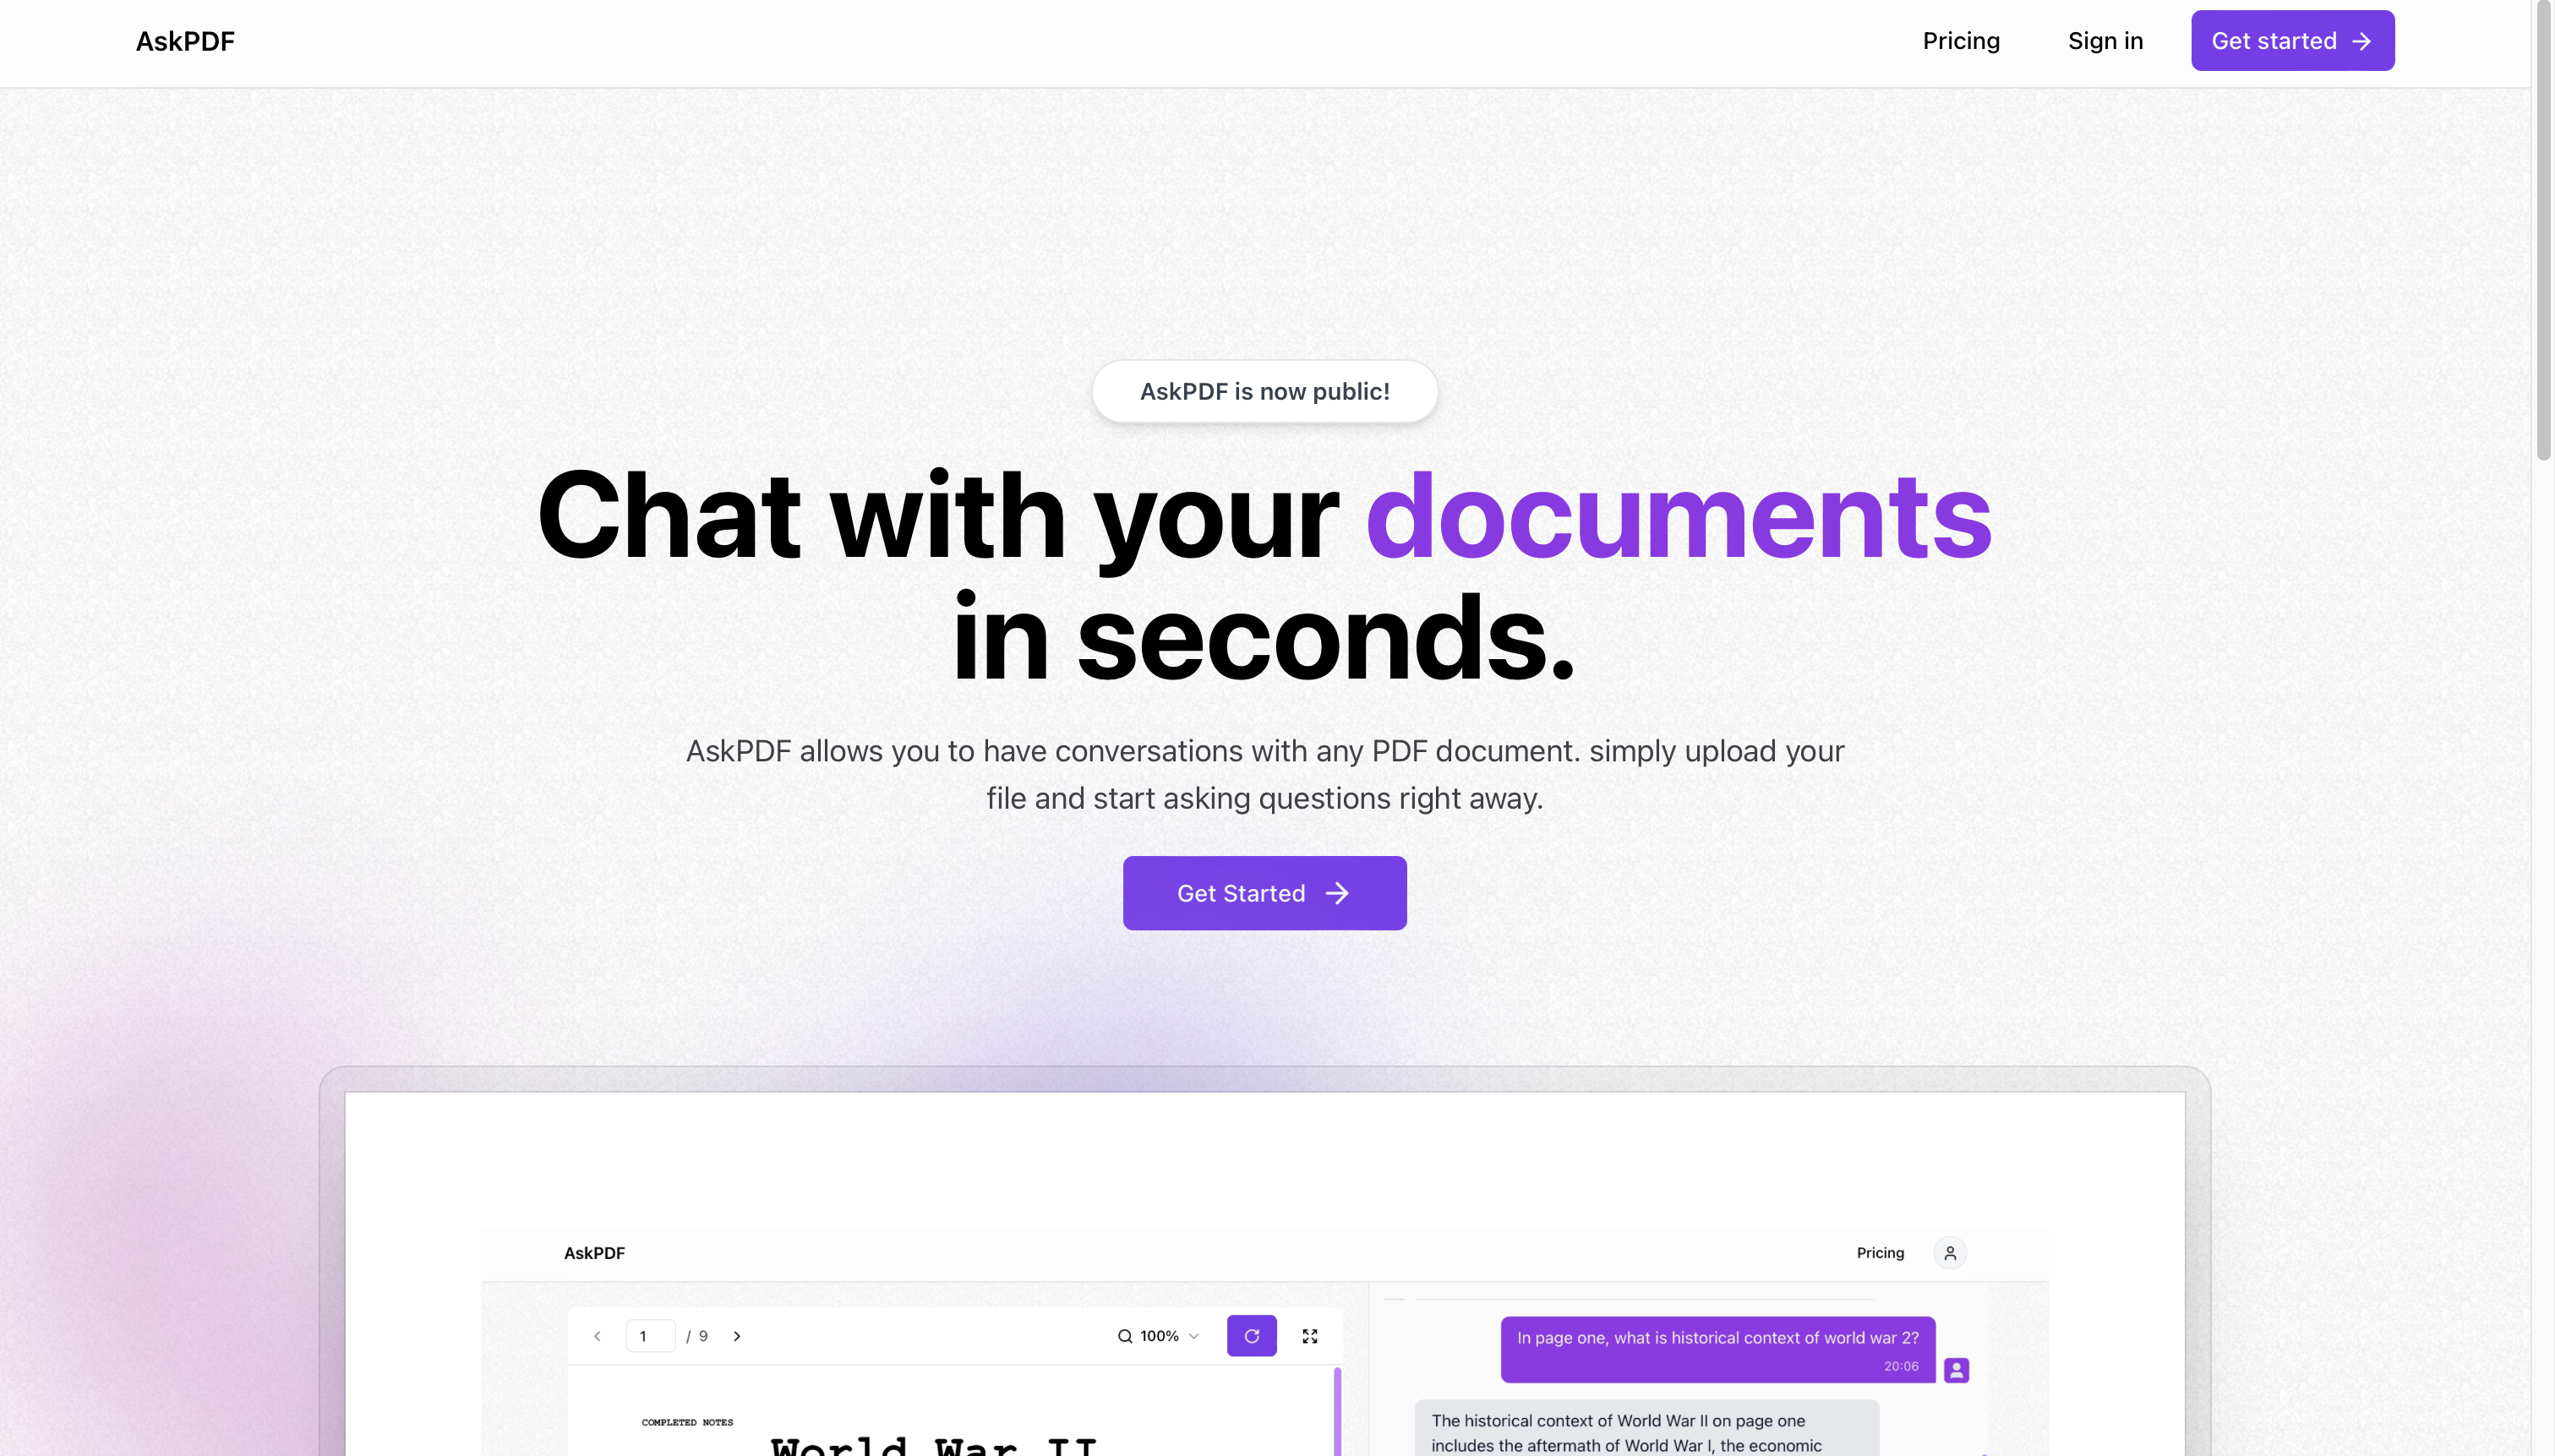 AskPDF
Pricing
Sign in
Get started
AskPDF is now public!
Chat with your documents
in seconds.
AskPDF allows you to have conversations with any PDF document. simply upload your
file and start asking questions right away.
Get Started
AskPDF
Pricing
1 / 9
100%
In page one, what is historical context of world war 2?
20:06
COMPLETED NOTES
World War II
The historical context of World War II on page one
includes the aftermath of World War I, the economic